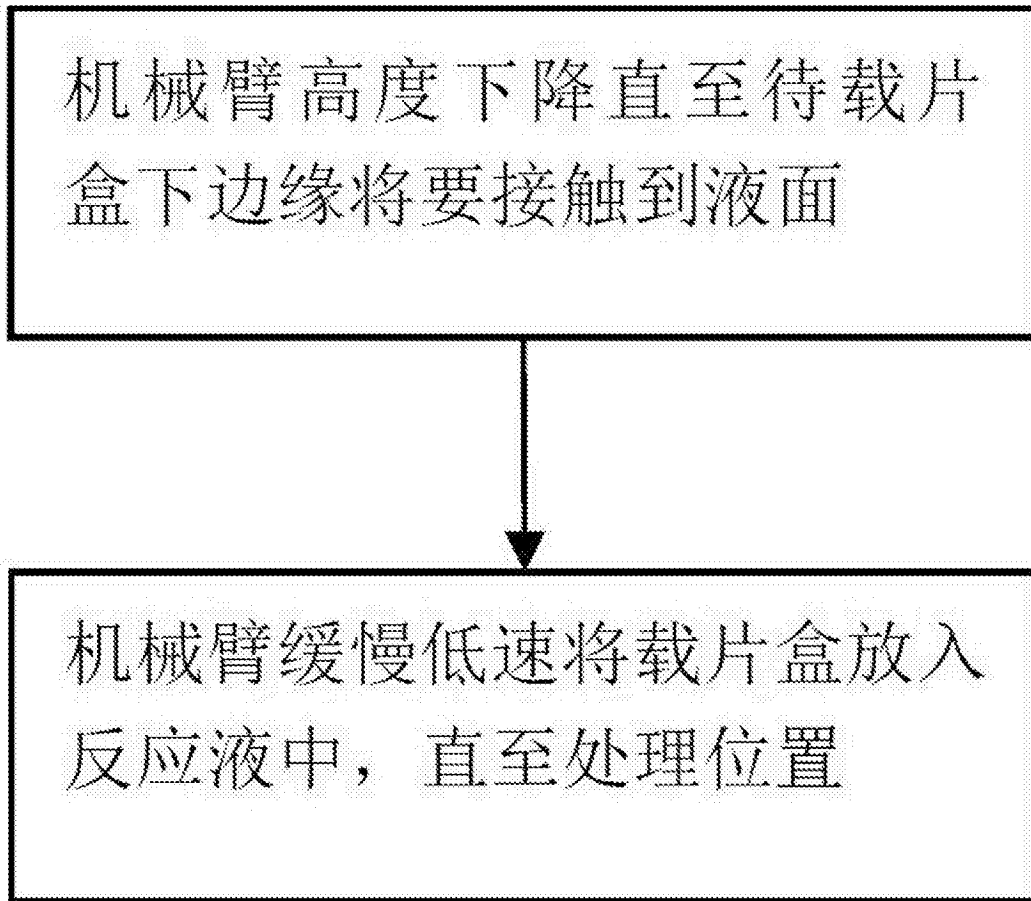 机械臂高度下降直至待载片
盒下边缘将要接触到液面
机械臂缓慢低速将载片盒放入
反应液中，直至处理位置